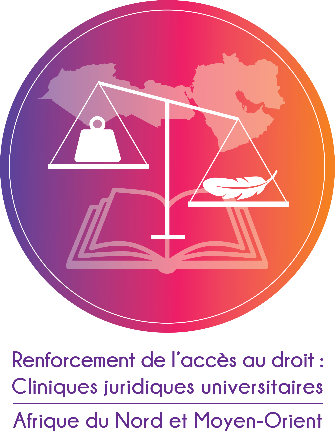 Renforcement de l'accès au droit :
Cliniques juridiques universitaires
Afrique du Nord et Moyen-Orient